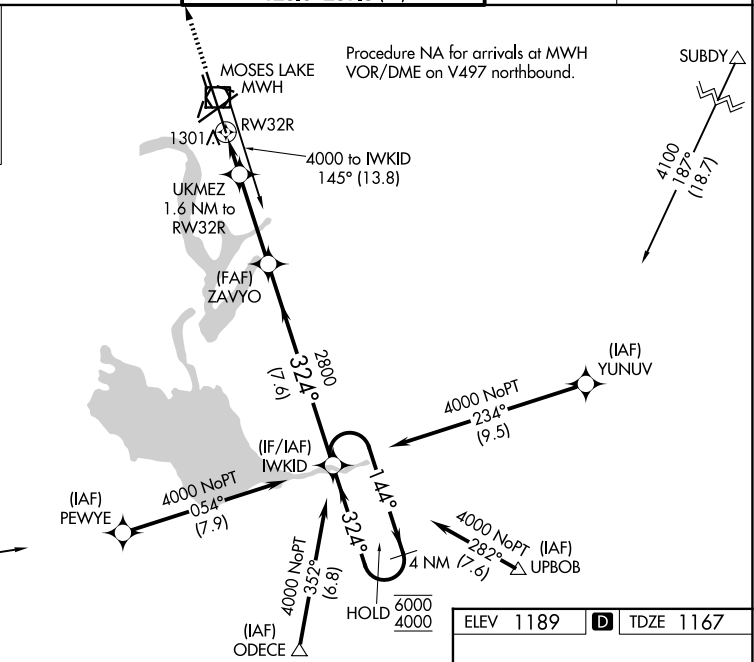 Procedure NA for arrivals at MWH
VOR/DME on V497 northbound.
SUBDY
MOSES LAKE
MWH
RW32R
1301
4000 to IWKID
145° (13.8)
4100
187°
(18.7)
UKMEZ
1.6 NM to
RW32R
(FAF)
ZAVYO
2800
324°
(7.6)
(IAF)
YUNUV
4000 NoPT
234°
(9.5)
(IF/IAF)
IWKID
(IAF)
PEWYE
4000 NoPT
054°
(7.9)
144°
324°
4 NM
4000 NoPT
282°
(7.6)
(IAF)
UPBOB
4000 NoPT
352°
(6.8)
HOLD 6000
4000
(IAF)
ODECE
ELEV 1189 D TDZE 1167